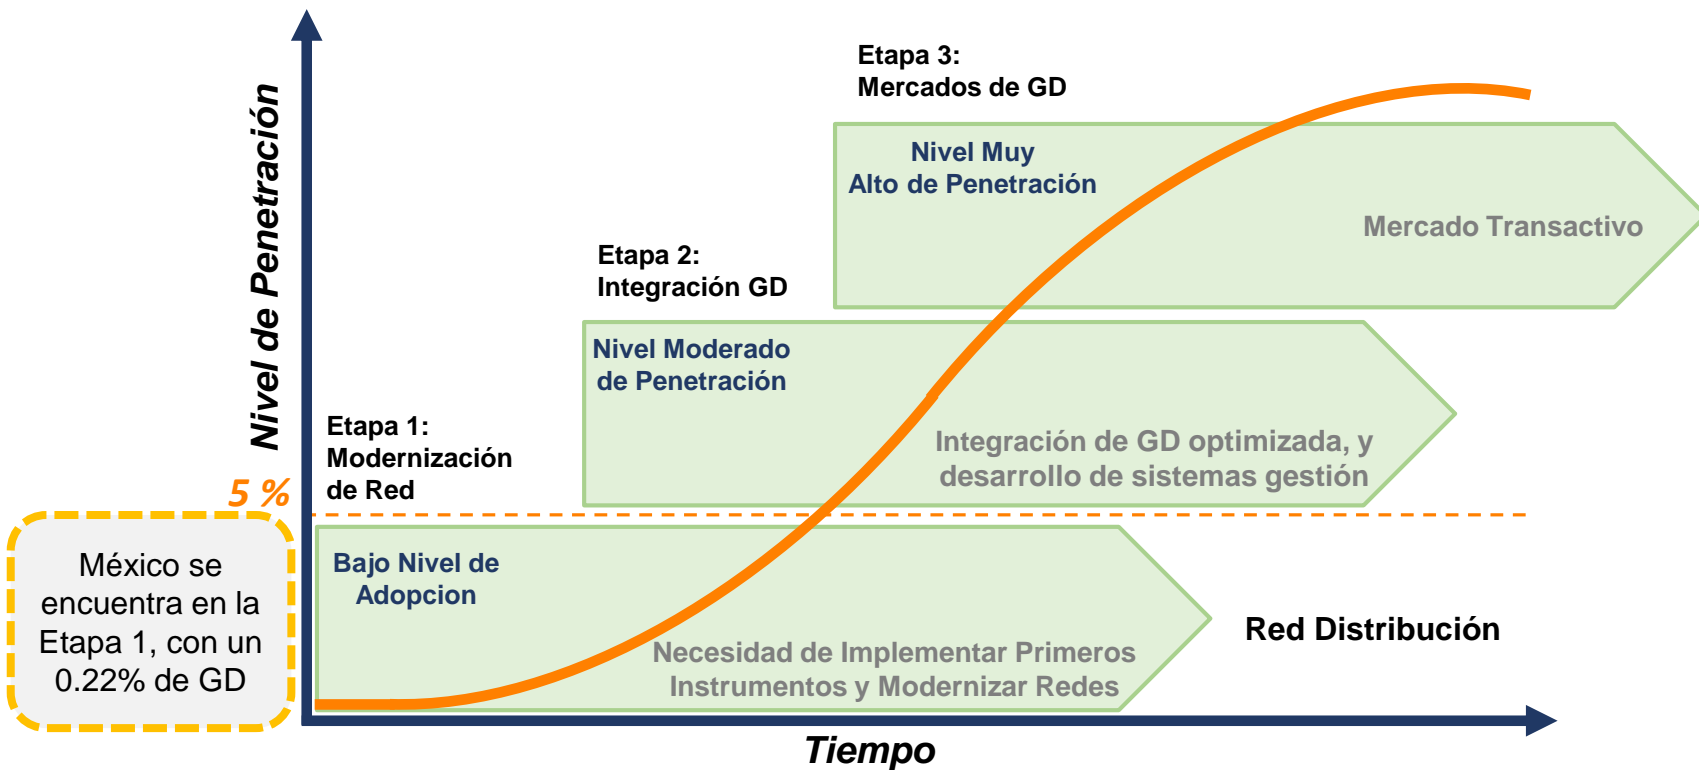 Nivel de Penetración
Etapa 3:
Mercados de GD
Nivel Muy
Alto de Penetración
Mercado Transactivo
Etapa 2:
Integración GD
Nivel Moderado
de Penetración
Integración de GD optimizada, y
desarrollo de sistemas gestión
Etapa 1:
Modernización
de Red
5 %
México se
encuentra en la
Etapa 1, con un
0.22% de GD
Bajo Nivel de
Adopcion
Necesidad de Implementar Primeros
Instrumentos y Modernizar Redes
Red Distribución
Tiempo